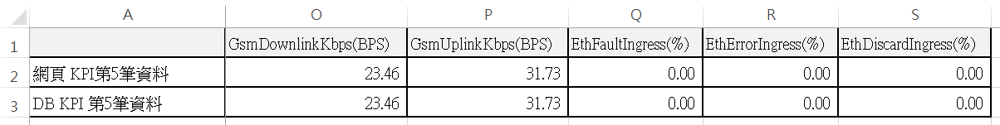 A O P Q R S
1 GsmDownlinkKbps(BPS) GsmUplinkKbps(BPS) EthFaultIngress(%) EthErrorIngress(%) EthDiscardIngress(%)
2 網頁 KPI第5筆資料 23.46 31.73 0.00 0.00 0.00
3 DB KPI 第5筆資料 23.46 31.73 0.00 0.00 0.00